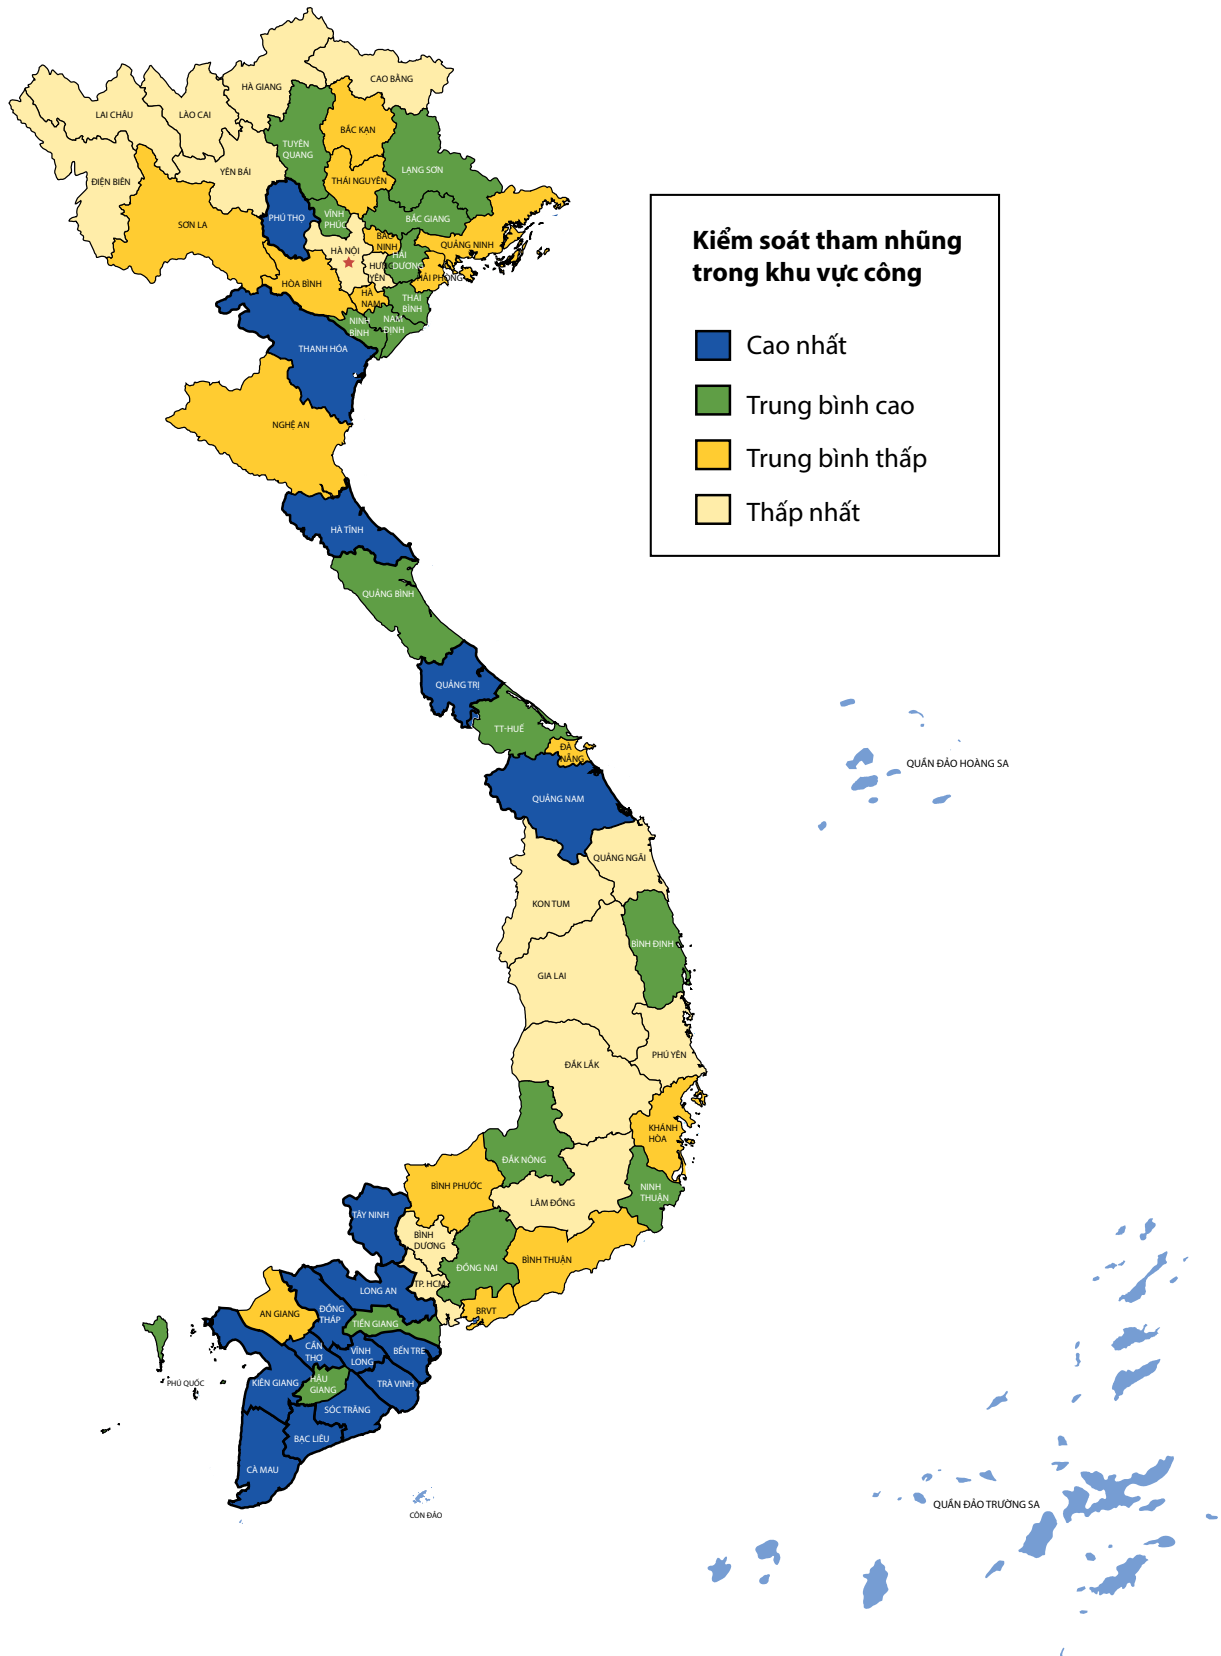 CAO BẰNG
HÀ GIANG
LAI CHÂU
LÀO CAI
BẮC KẠN
TUYÊN
QUANG
LẠNG SƠN
YÊN BÁI
THÁI NGUYÊN
ĐIỆN BIÊN
PHÚ THỌ
VĨNH
PHÚC
BẮC GIANG
SƠN LA
BẮC
NINH
QUẢNG NINH
HÀ NỘI
HẢI
DƯƠNG
HƯNG
YÊN
HẢI PHÒNG
HÒA BÌNH
HÀ
NAM
THÁI
BÌNH
NINH
BÌNH
NAM
ĐỊNH
THANH HÓA
NGHỆ AN
HÀ TĨNH
QUẢNG BÌNH
QUẢNG TRỊ
TT-HUẾ
ĐÀ
NẴNG
QUẢNG NAM
QUẢNG NGÃI
KON TUM
BÌNH ĐỊNH
GIA LAI
PHÚ YÊN
ĐẮK LẮK
KHÁNH
HÒA
ĐẮK NÔNG
BÌNH PHƯỚC
NINH
THUẬN
LÂM ĐỒNG
TÂY NINH
BÌNH
DƯƠNG
BÌNH THUẬN
ĐỒNG NAI
TP. HCM
LONG AN
BRVT
AN GIANG
ĐỒNG
THÁP
TIỀN GIANG
CẦN
THƠ
VĨNH
LONG
BẾN TRE
KIÊN GIANG
HẬU
GIANG
TRÀ VINH
PHÚ QUỐC
SÓC TRĂNG
BẠC LIÊU
CÀ MAU
CÔN ĐẢO
Kiểm soát tham nhũng
trong khu vực công
Cao nhất
Trung bình cao
Trung bình thấp
Thấp nhất
QUẦN ĐẢO HOÀNG SA
QUẦN ĐẢO TRƯỜNG SA